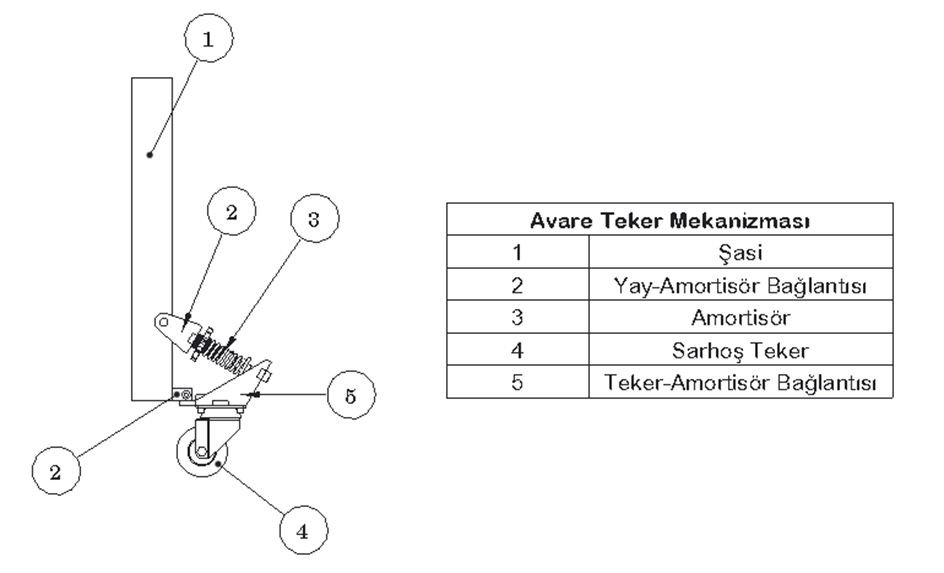 1
2
3
5
2
4
Avare Teker Mekanizması
1 Şasi
2 Yay-Amortisör Bağlantısı
3 Amortisör
4 Sarhoş Teker
5 Teker-Amortisör Bağlantısı